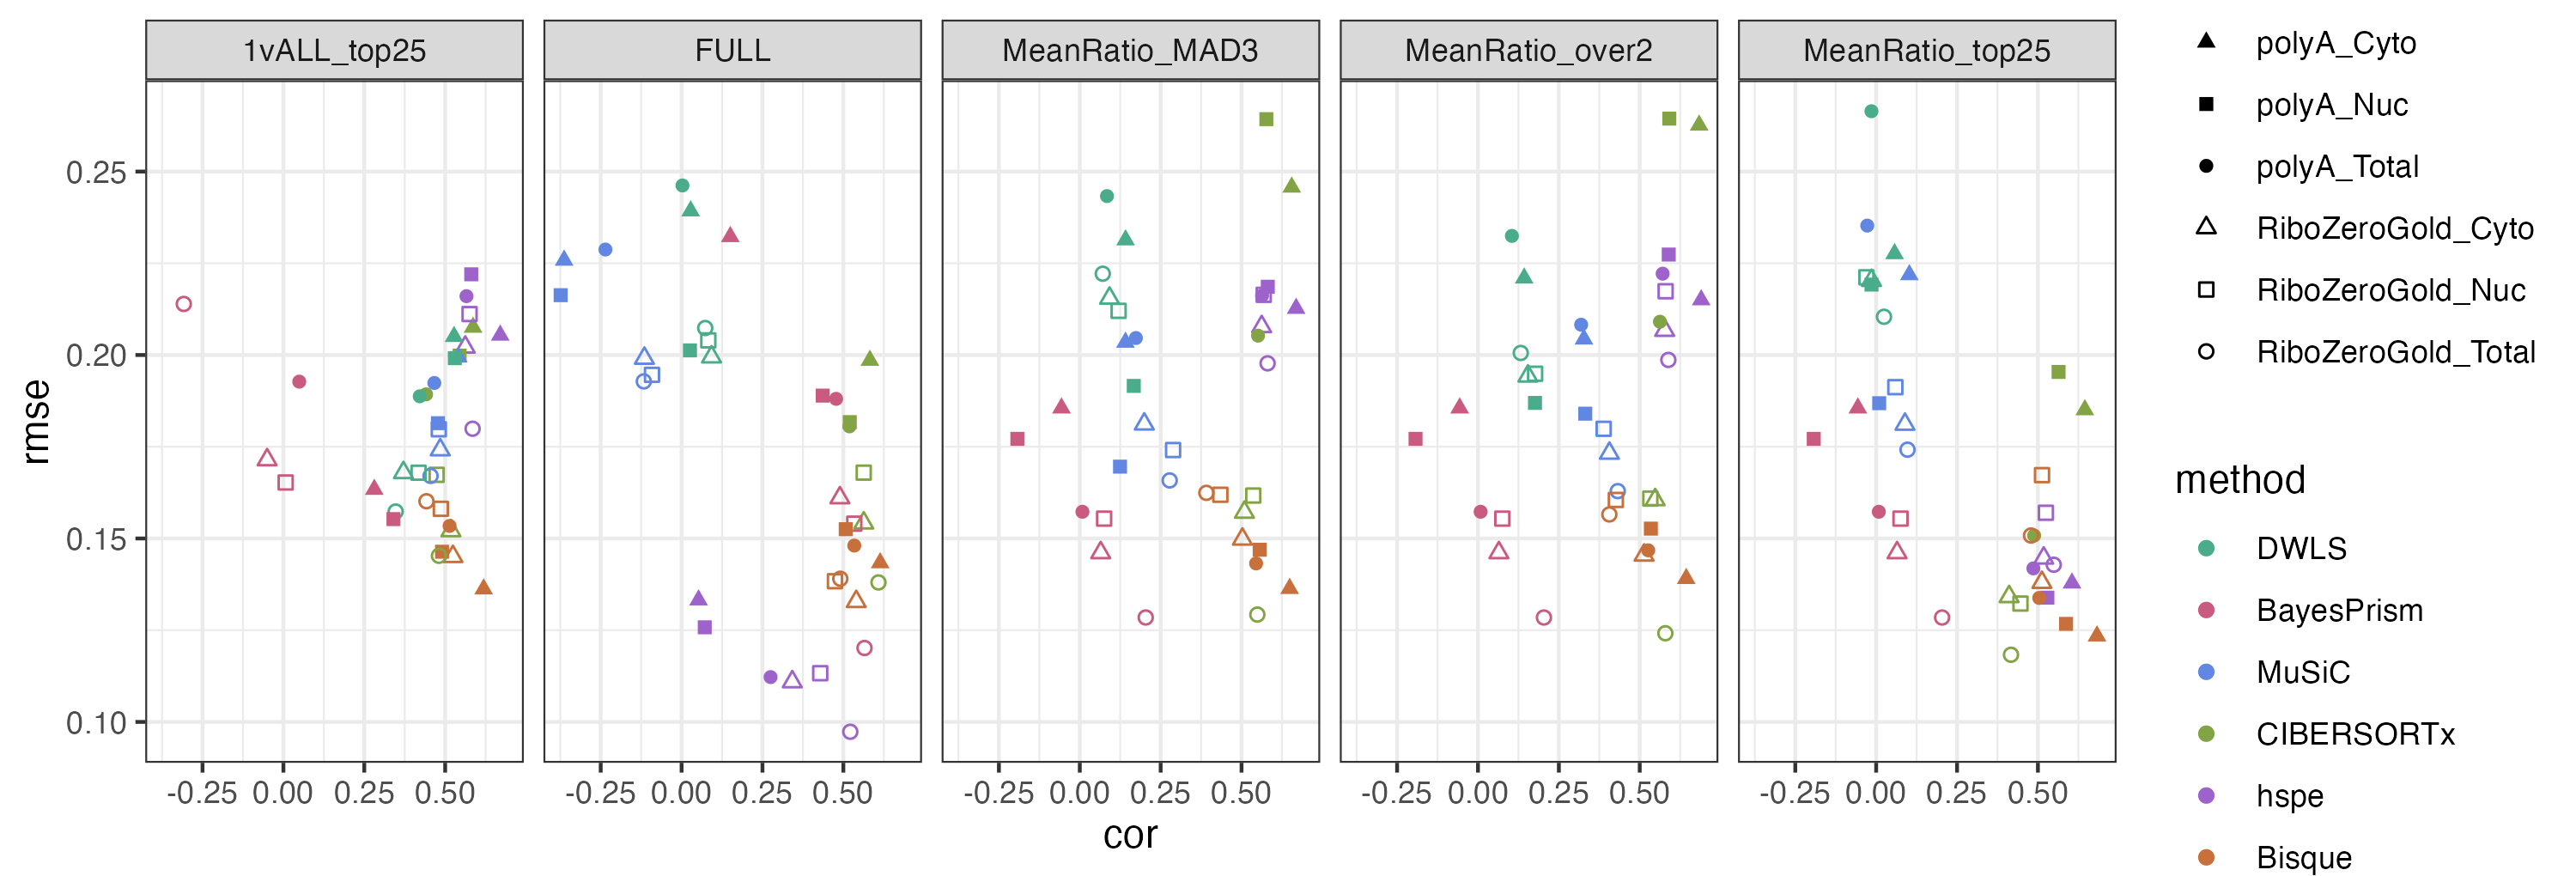 1vALL_top25
FULL
MeanRatio_MAD3
MeanRatio_over2
MeanRatio_top25
rmse
0.25
0.20
0.15
0.10
-0.25 0.00 0.25 0.50
-0.25 0.00 0.25 0.50
-0.25 0.00 0.25 0.50
-0.25 0.00 0.25 0.50
-0.25 0.00 0.25 0.50
cor
polyA_Cyto
polyA_Nuc
polyA_Total
RiboZeroGold_Cyto
RiboZeroGold_Nuc
RiboZeroGold_Total
method
DWLS
BayesPrism
MuSiC
CIBERSORTx
hspe
Bisque